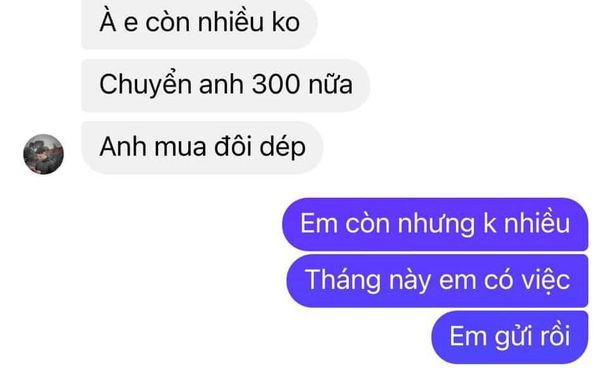 À e còn nhiều ko
Chuyển anh 300 nữa
Anh mua đôi dép
Em còn nhưng k nhiều
Tháng này em có việc
Em gửi rồi